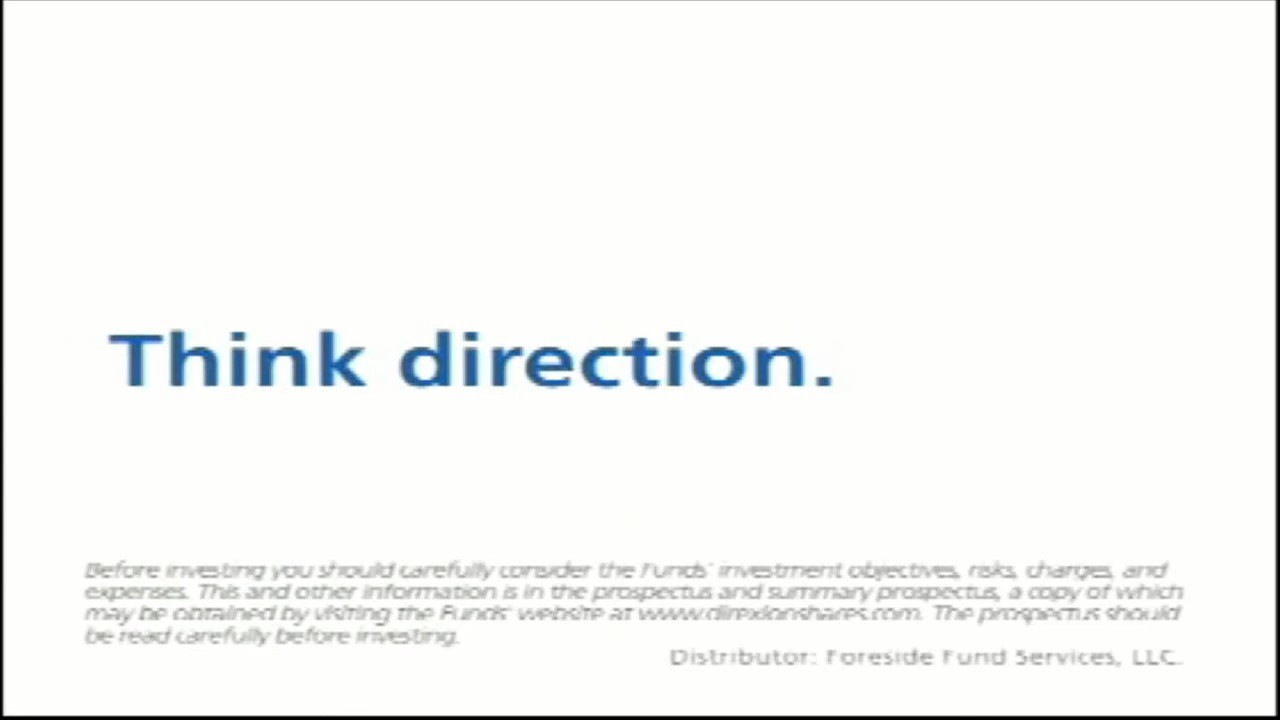 Think direction.
Before investing you should carefully consider the Funds' investment objectives, risks, charges, and
expenses. This and other information is in the prospectus and summary prospectus, a copy of which
may be obtained by visiting the Funds' website at www.direxionshares.com. The prospectus should
be read carefully before investing.
Distributor: Foreside Fund Services, LLC.